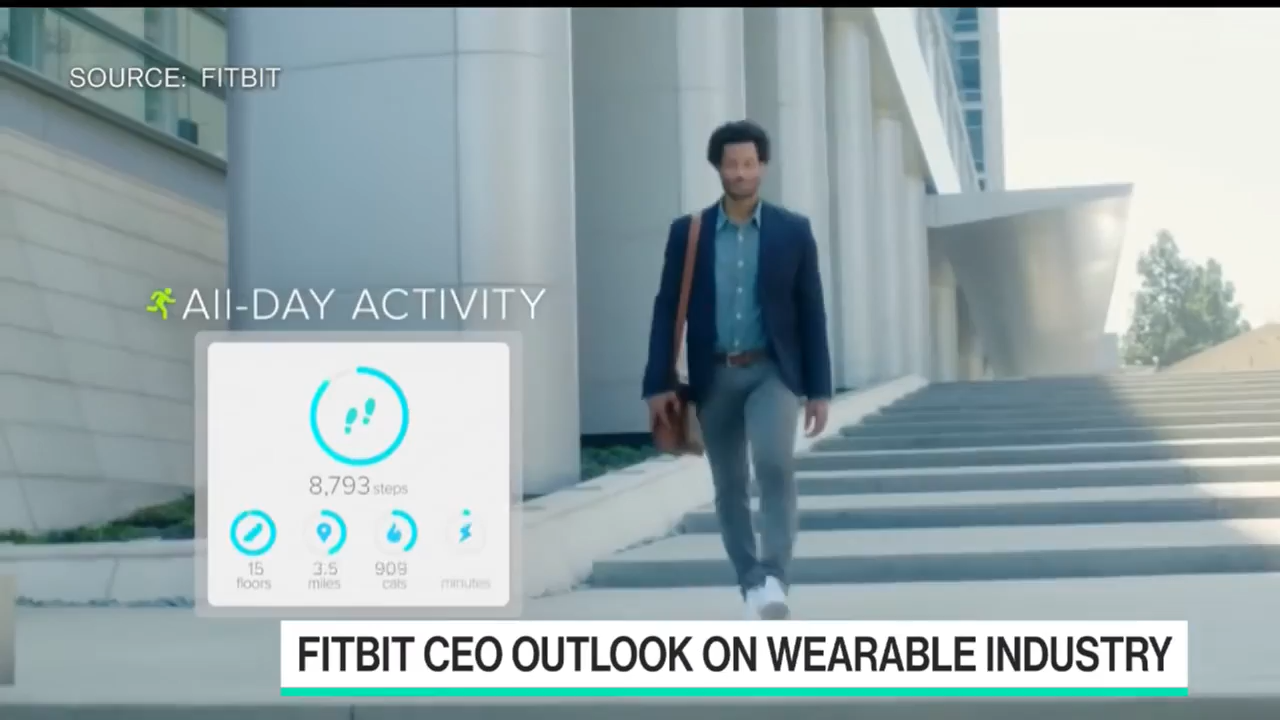 SOURCE: FITBIT
All-DAY ACTIVITY
8,793 steps
15 floors
3.5 miles
909 cals
minutes
FITBIT CEO OUTLOOK ON WEARABLE INDUSTRY